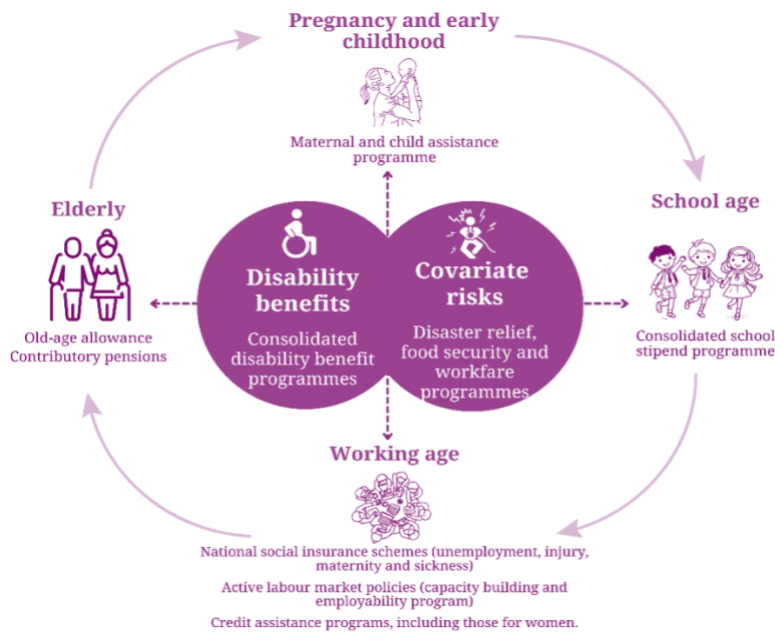 Pregnancy and early
childhood
Maternal and child assistance
programme
Elderly
Old-age allowance
Contributory pensions
Disability
benefits
Consolidated
disability benefit
programmes
Covariate
risks
Disaster relief,
food security and
workfare
programmes
School age
Consolidated school
stipend programme
Working age
National social insurance schemes (unemployment, injury,
maternity and sickness)
Active labour market policies (capacity building and
employability program)
Credit assistance programs, including those for women.